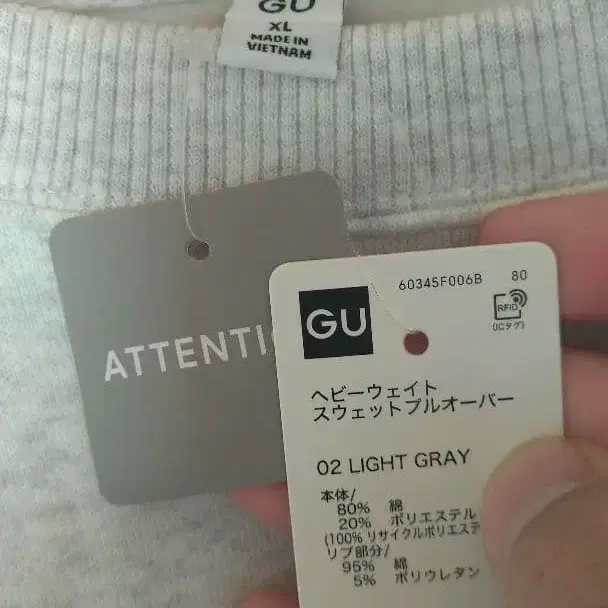 GU
XL
MADE IN
VIETNAM
ATTENTI
GU
60345F006B 80
RFID
(ICタグ)
ヘビーウェイト
スウェットプルオーバー
02 LIGHT GRAY
本体/
80% 綿
20% ポリエステル
(100% リサイクルポリエステ
リブ部分/
95% 綿
5% ポリウレタン